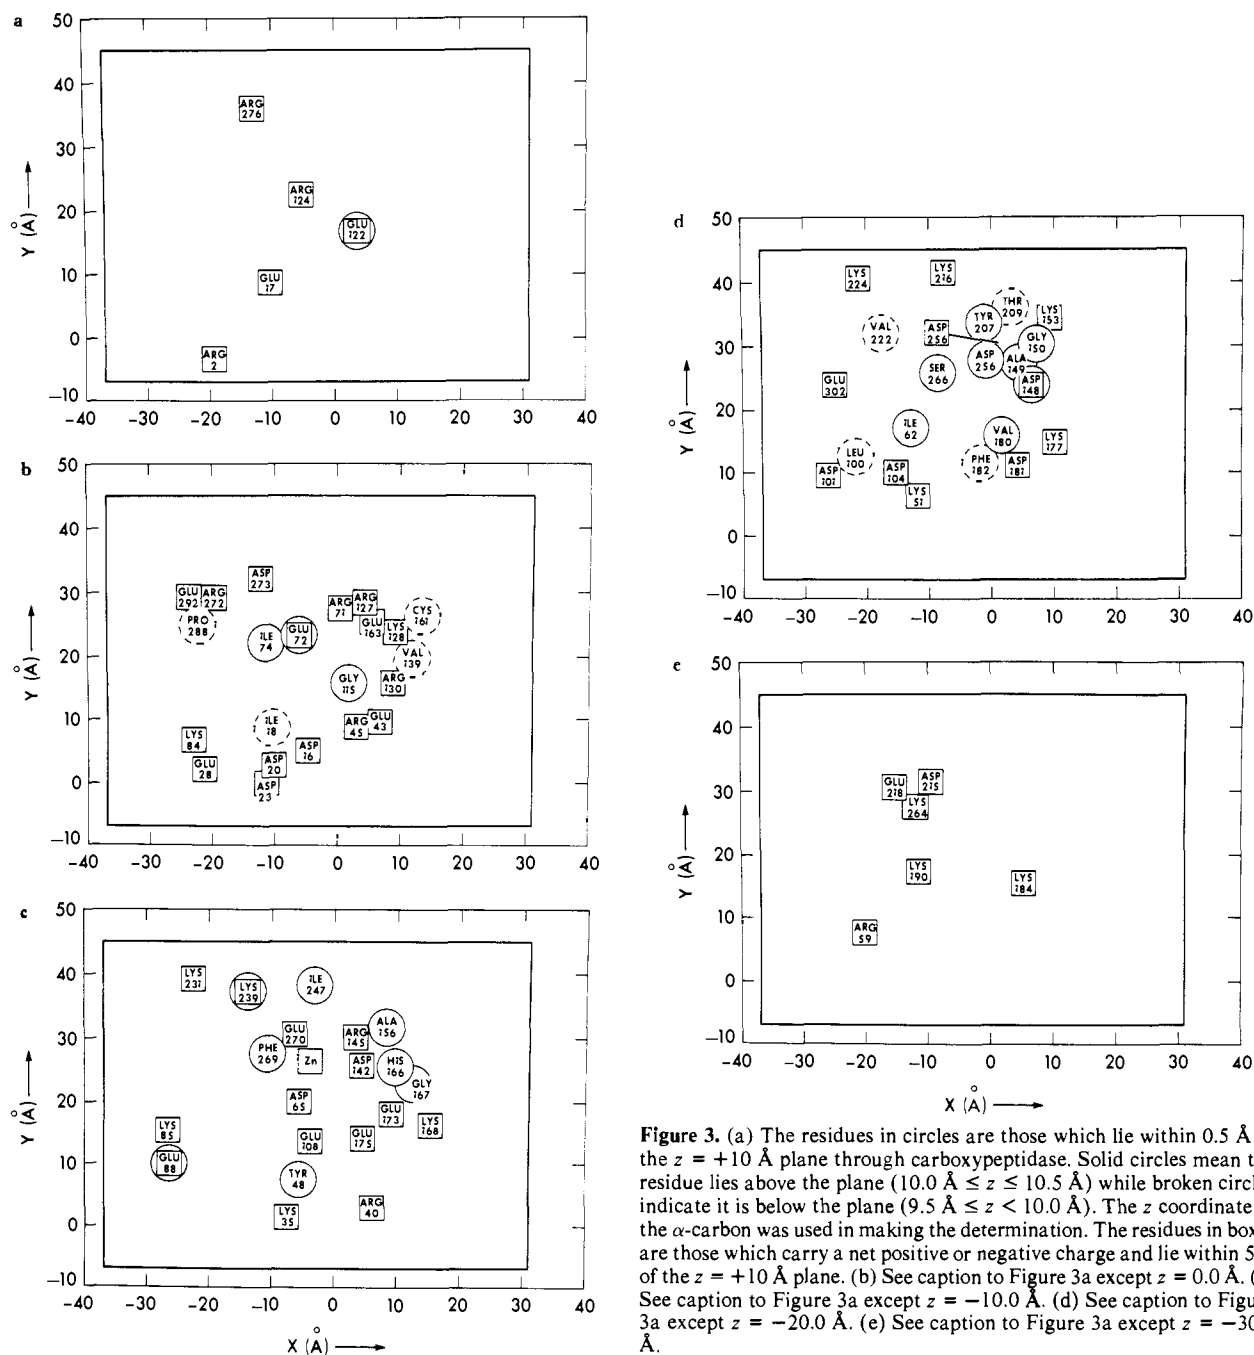 a
50
40
30
20
10
0
-10
Y (Å)
ARG 276
ARG 124
GLU 122
GLU 17
ARG 2
-40 -30 -20 -10 0 10 20 30 40
b
50
40
30
20
10
0
-10
Y (Å)
ASP 273
GLU 292
ARG 272
PRO 288
ILE 74
GLU 72
ARG 71
ARG 127
GLU 163
LYS 128
CYS 161
VAL 139
GLY 115
ARG 130
ILE 18
ARG 45
GLU 43
LYS 84
GLU 28
ASP 16
ASP 20
ASP 23
-40 -30 -20 -10 0 10 20 30 40
c
50
40
30
20
10
0
-10
Y (Å)
LYS 231
LYS 239
ILE 247
GLU 270
PHE 269
Zn
ARG 145
ALA 156
ASP 142
HIS 166
GLY 167
ASP 65
GLU 173
LYS 168
LYS 85
GLU 88
GLU 108
GLU 175
TYR 48
LYS 35
ARG 40
-40 -30 -20 -10 0 10 20 30 40
X (Å)
d
50
40
30
20
10
0
-10
Y (Å)
LYS 224
LYS 216
THR 209
LYS 153
TYR 207
VAL 222
ASP 256
GLY 150
ASP 256
ALA 149
SER 266
ASP 148
GLU 302
ILE 62
VAL 180
LYS 177
LEU 100
PHE 182
ASP 181
ASP 101
ASP 104
LYS 51
-40 -30 -20 -10 0 10 20 30 40
e
50
40
30
20
10
0
-10
Y (Å)
GLU 218
ASP 215
LYS 264
LYS 190
LYS 184
ARG 59
-40 -30 -20 -10 0 10 20 30 40
X (Å)
Figure 3. (a) The residues in circles are those which lie within 0.5 Å
the z = +10 Å plane through carboxypeptidase. Solid circles mean t
residue lies above the plane (10.0 Å ≤ z ≤ 10.5 Å) while broken circl
indicate it is below the plane (9.5 Å ≤ z < 10.0 Å). The z coordinate
the α-carbon was used in making the determination. The residues in box
are those which carry a net positive or negative charge and lie within 5
of the z = +10 Å plane. (b) See caption to Figure 3a except z = 0.0 Å. (
See caption to Figure 3a except z = −10.0 Å. (d) See caption to Figu
3a except z = −20.0 Å. (e) See caption to Figure 3a except z = −30
Å.